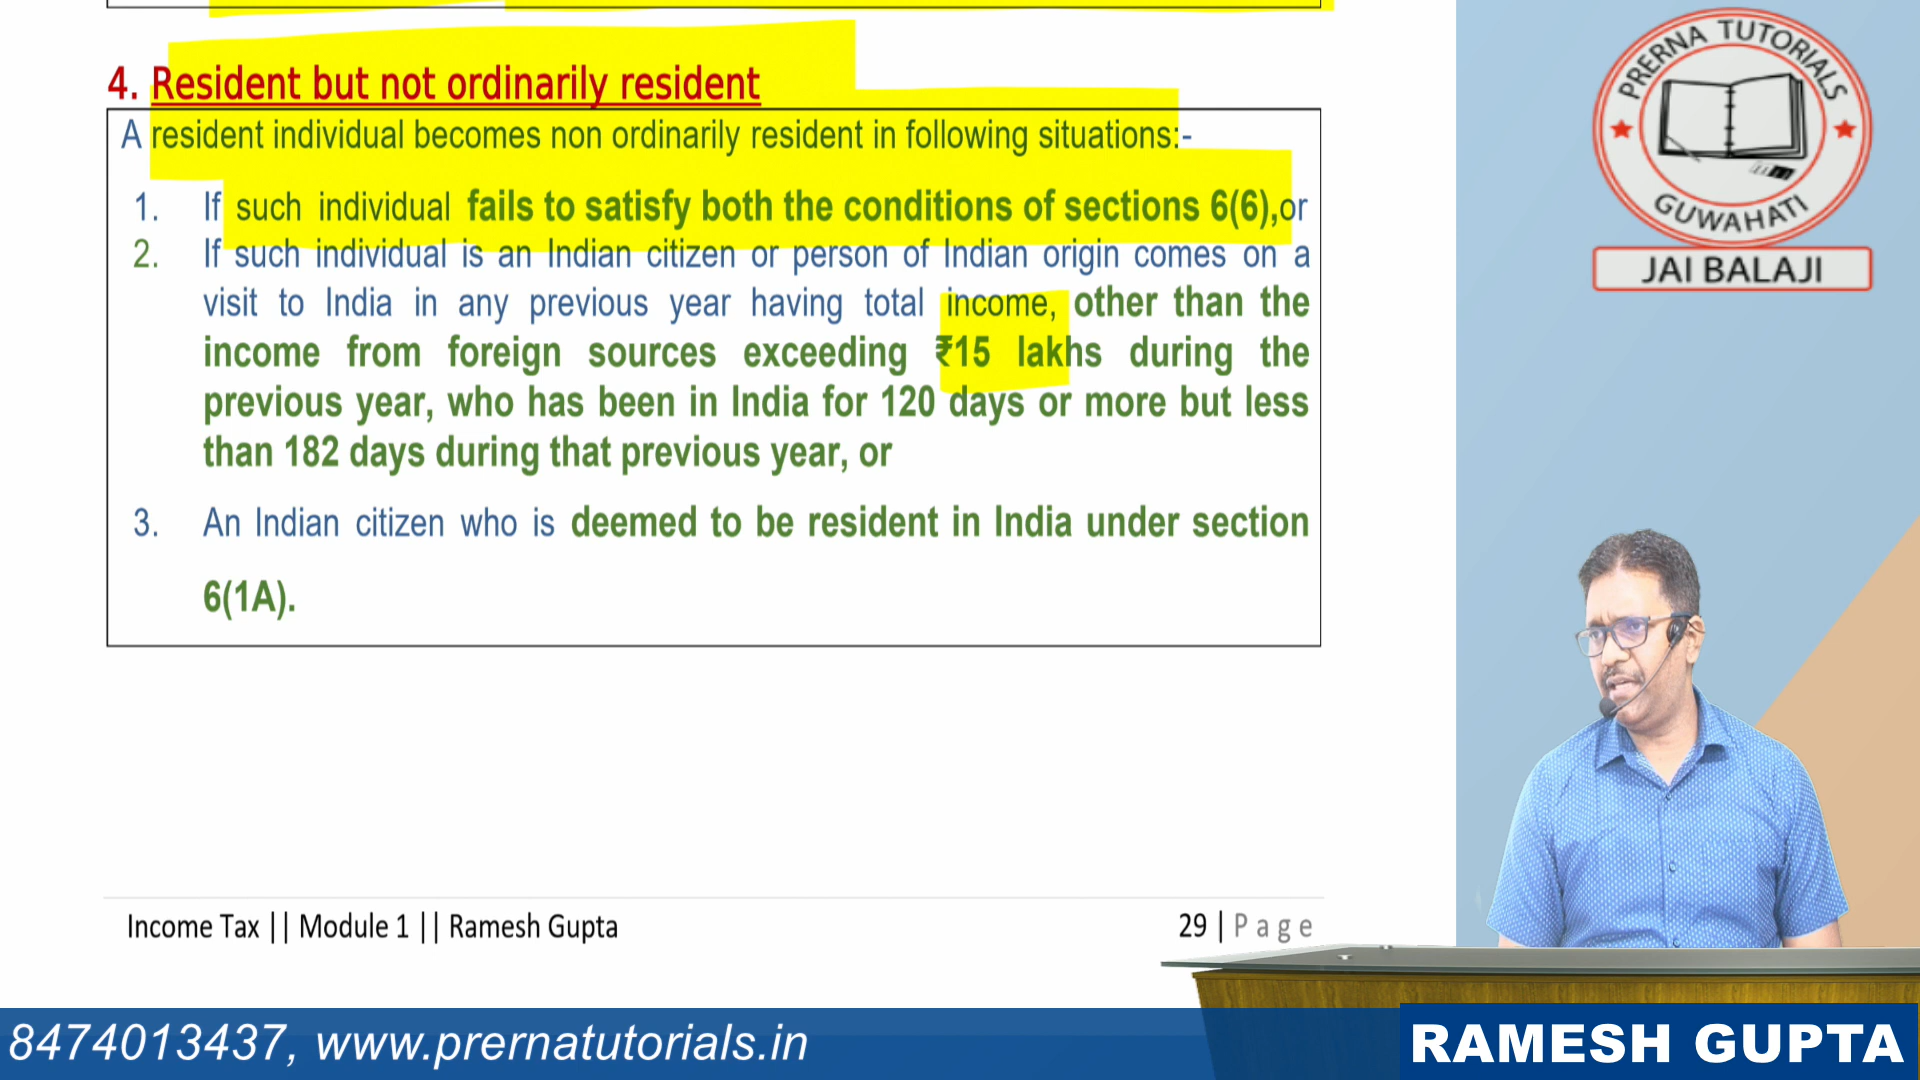 4. Resident but not ordinarily resident
A resident individual becomes non ordinarily resident in following situations:-
1. If such individual fails to satisfy both the conditions of sections 6(6),or
2. If such individual is an Indian citizen or person of Indian origin comes on a
visit to India in any previous year having total income, other than the
income from foreign sources exceeding ₹15 lakhs during the
previous year, who has been in India for 120 days or more but less
than 182 days during that previous year, or
3. An Indian citizen who is deemed to be resident in India under section
6(1A).
Income Tax || Module 1 || Ramesh Gupta
29 | Page
PRERNA TUTORIALS
GUWAHATI
JAI BALAJI
8474013437, www.prernatutorials.in
RAMESH GUPTA